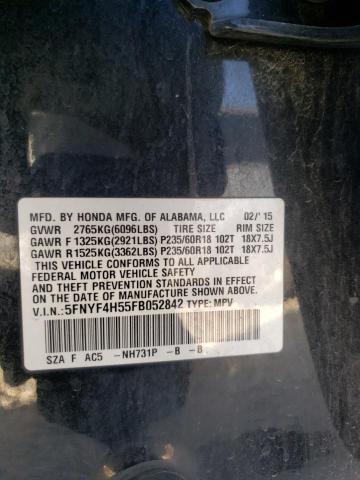 MFD. BY HONDA MFG. OF ALABAMA, LLC 02/'15
GVWR 2765KG(6096LBS) TIRE SIZE RIM SIZE
GAWR F 1325KG(2921LBS) P235/60R18 102T 18X7.5J
GAWR R 1525KG(3362LBS) P235/60R18 102T 18X7.5J
THIS VEHICLE CONFORMS TO ALL APPLICABLE
FEDERAL MOTOR VEHICLE SAFETY
AND THEFT PREVENTION STANDARDS IN EFFECT
ON THE DATE OF MANUFACTURE SHOWN ABOVE.
V.I.N.: 5FNYF4H55FB052842 TYPE: MPV
SZA F AC5 -NH731P -B -B